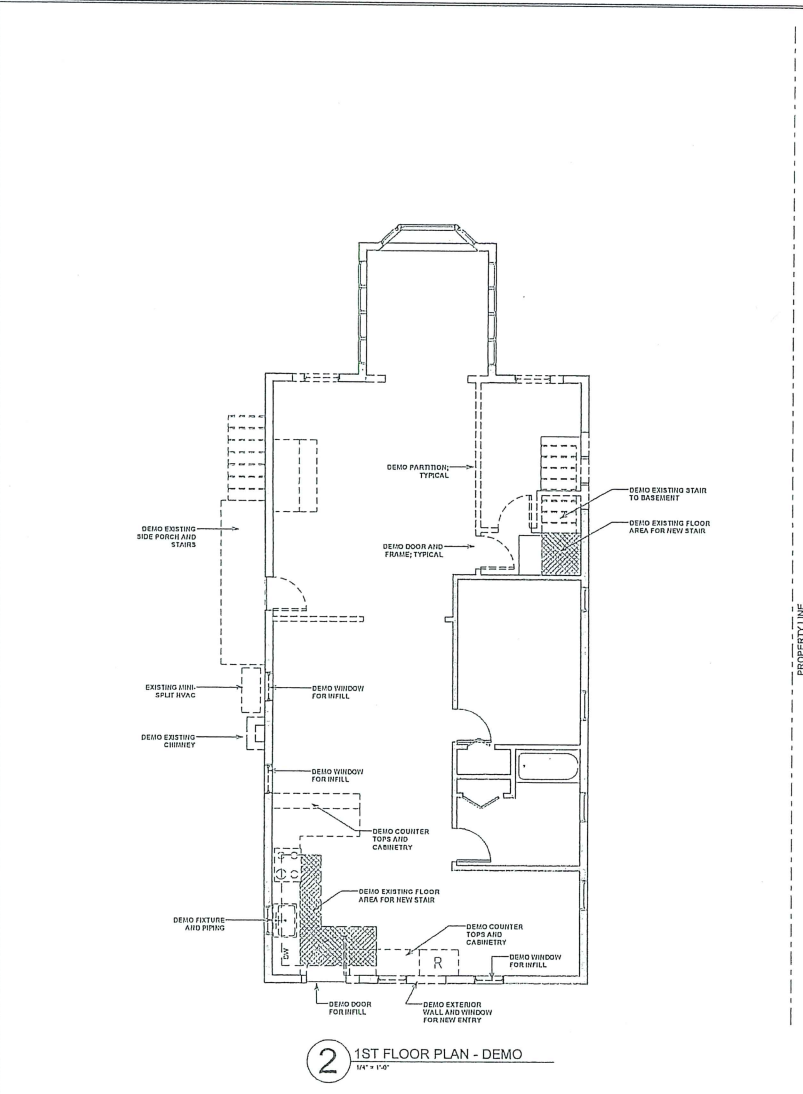 DEMO PARTITION;
TYPICAL
DEMO EXISTING STAIR
TO BASEMENT
DEMO EXISTING
SIDE PORCH AND
STAIRS
DEMO EXISTING FLOOR
AREA FOR NEW STAIR
DEMO DOOR AND
FRAME; TYPICAL
PROPERTY LINE
EXISTING MINI-
SPLIT HVAC
DEMO WINDOW
FOR INFILL
DEMO EXISTING
CHIMNEY
DEMO WINDOW
FOR INFILL
DEMO COUNTER
TOPS AND
CABINETRY
DEMO EXISTING FLOOR
AREA FOR NEW STAIR
DEMO FIXTURE
AND PIPING
DEMO COUNTER
TOPS AND
CABINETRY
DW
R
DEMO WINDOW
FOR INFILL
DEMO DOOR
FOR INFILL
DEMO EXTERIOR
WALL AND WINDOW
FOR NEW ENTRY
2
1ST FLOOR PLAN - DEMO
1/4" = 1'-0"